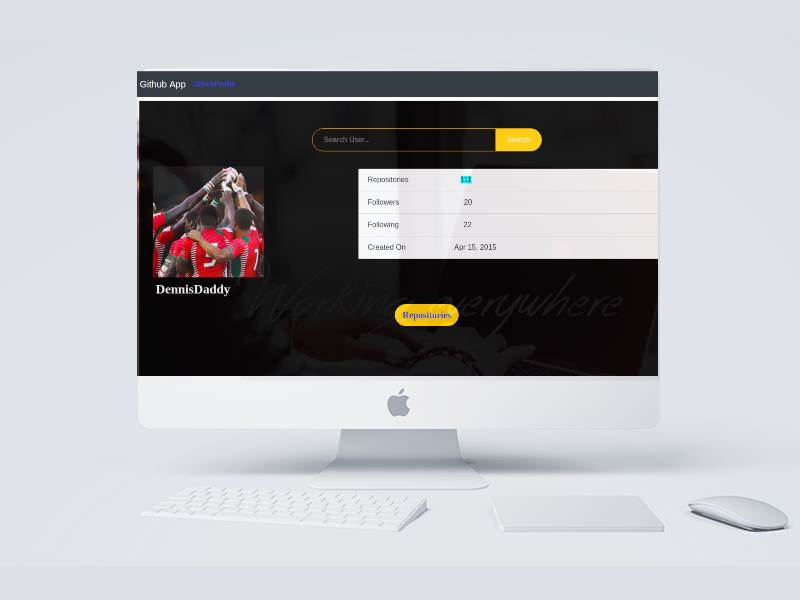 Github App GithubProfile
Search User... Search
Repositories 111
Followers 20
Following 22
Created On Apr 15, 2015
DennisDaddy
Working everywhere
Repositories